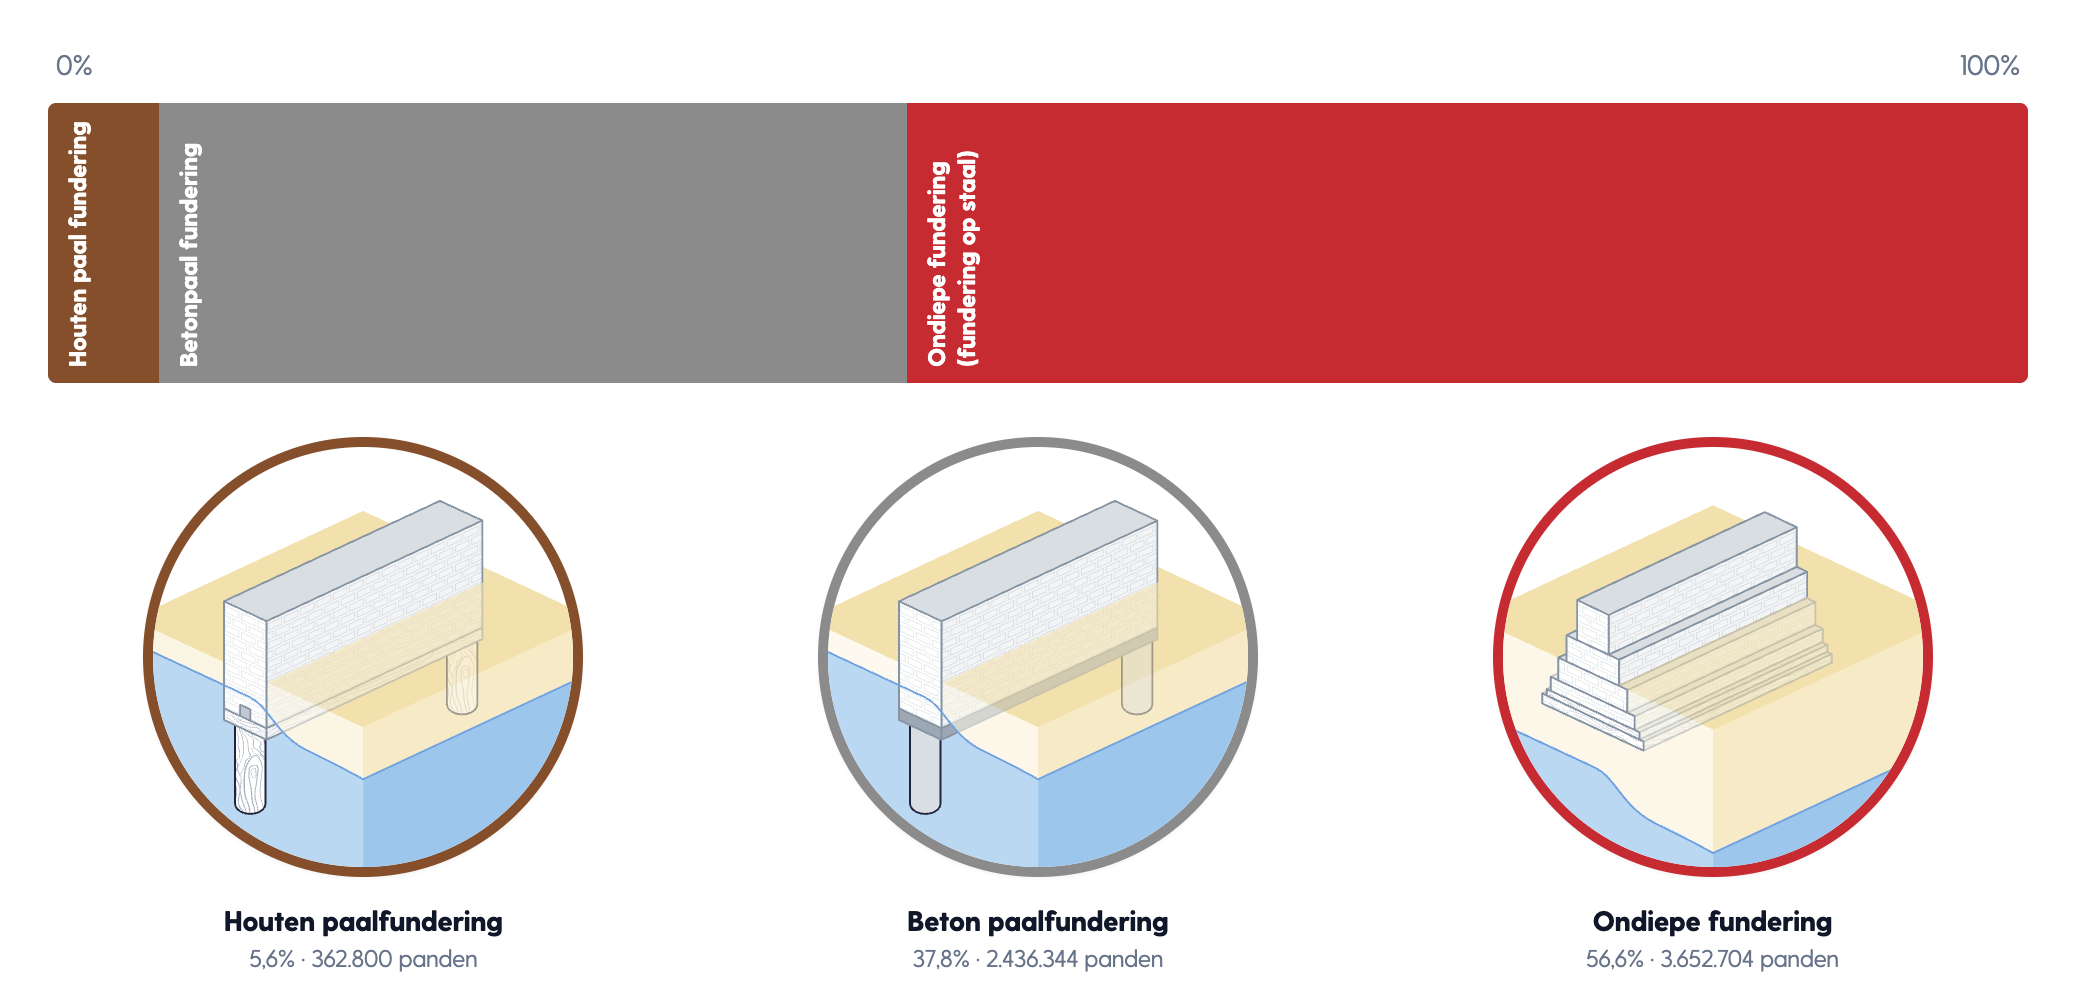 0%
100%
Houten paal fundering
Betonpaal fundering
Ondiepe fundering
(fundering op staal)
Houten paalfundering
5,6% · 362.800 panden
Beton paalfundering
37,8% · 2.436.344 panden
Ondiepe fundering
56,6% · 3.652.704 panden